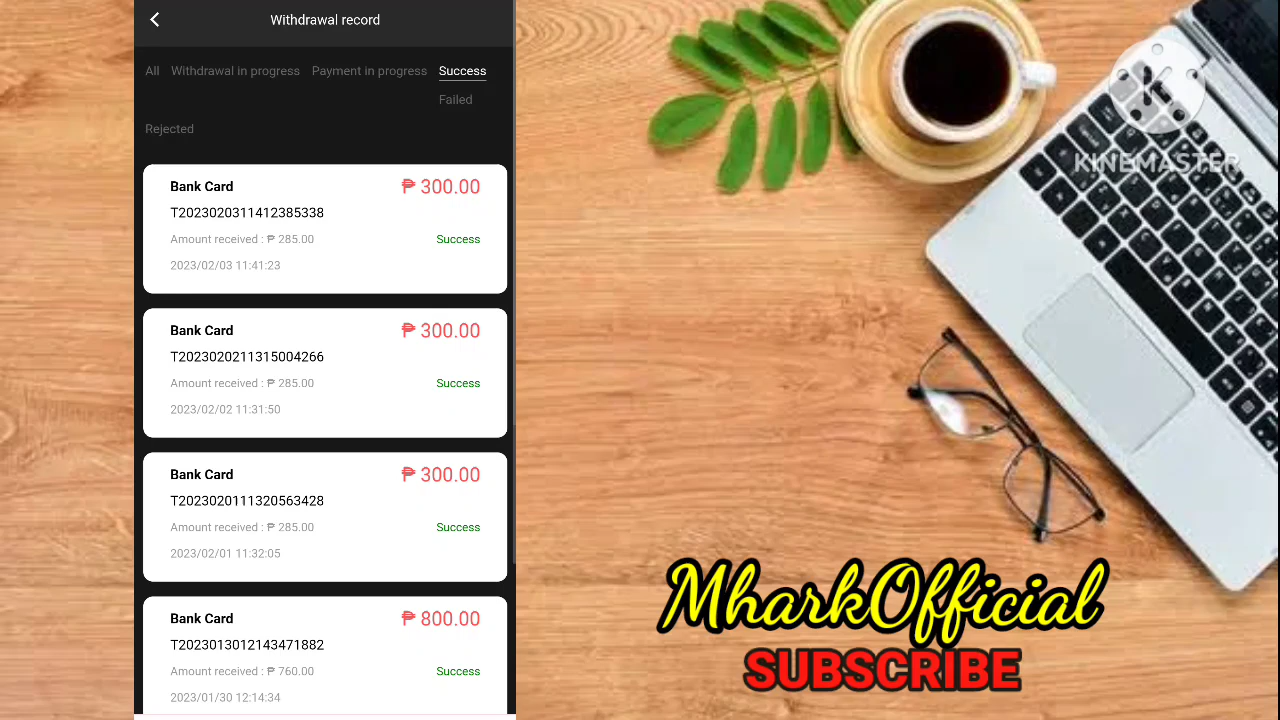 Withdrawal record
All Withdrawal in progress Payment in progress Success
Failed
Rejected
Bank Card ₱ 300.00
T2023020311412385338
Amount received : ₱ 285.00 Success
2023/02/03 11:41:23
Bank Card ₱ 300.00
T2023020211315004266
Amount received : ₱ 285.00 Success
2023/02/02 11:31:50
Bank Card ₱ 300.00
T2023020111320563428
Amount received : ₱ 285.00 Success
2023/02/01 11:32:05
Bank Card ₱ 800.00
T2023013012143471882
Amount received : ₱ 760.00 Success
2023/01/30 12:14:34
K
KINEMASTER
MharkOfficial
SUBSCRIBE